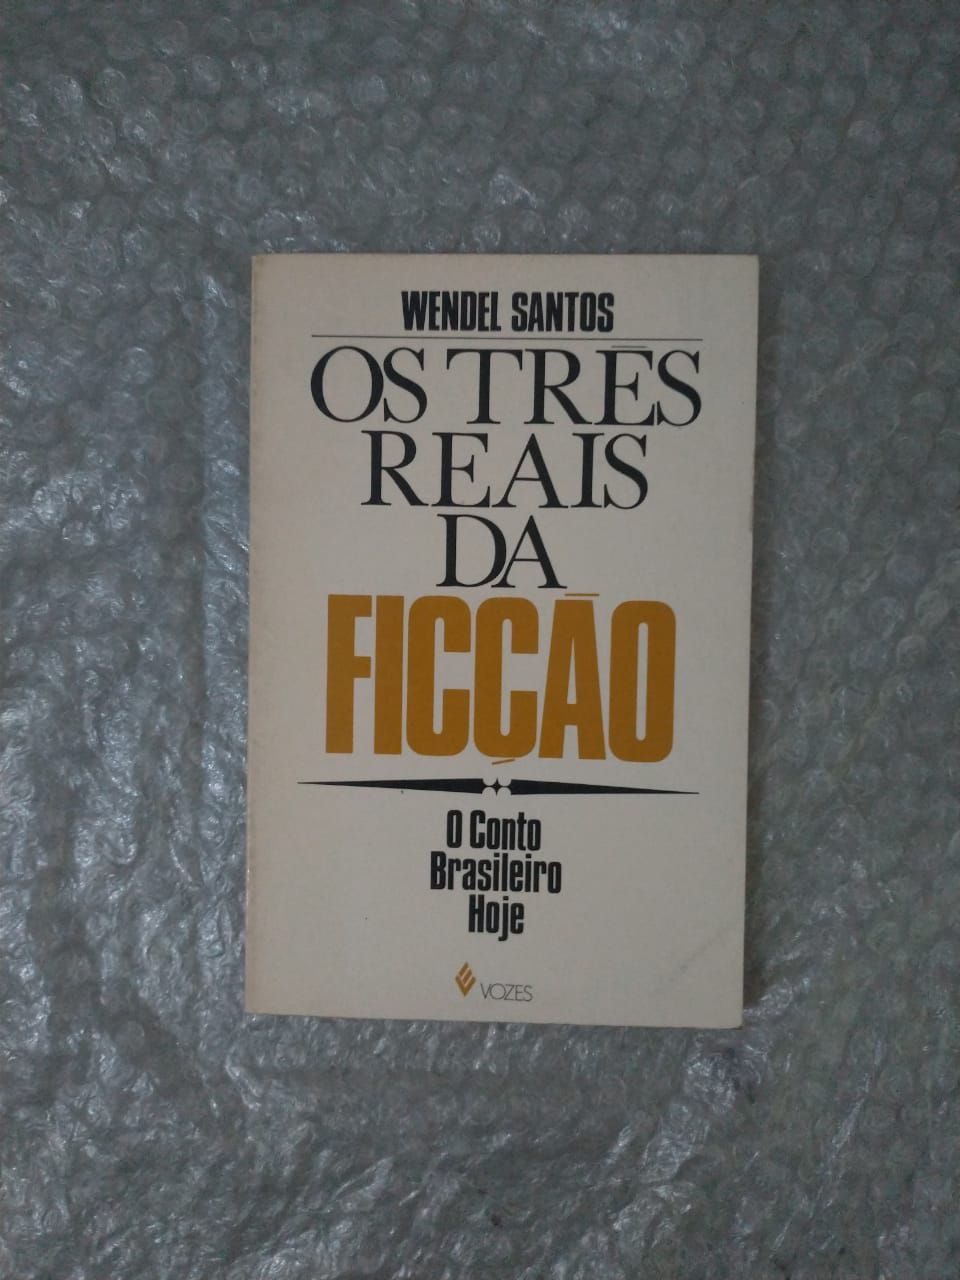 WENDEL SANTOS
OS TRÊS
REAIS
DA
FICÇÃO
O Conto
Brasileiro
Hoje
VOZES